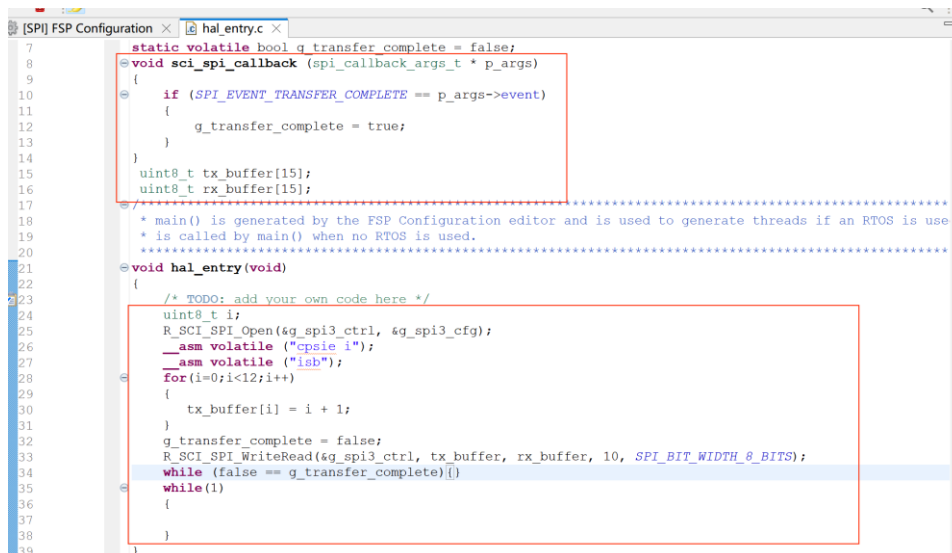 [SPI] FSP Configuration hal_entry.c
7 static volatile bool g_transfer_complete = false;
8 void sci_spi_callback (spi_callback_args_t * p_args)
9 {
10 if (SPI_EVENT_TRANSFER_COMPLETE == p_args->event)
11 {
12 g_transfer_complete = true;
13 }
14 }
15 uint8_t tx_buffer[15];
16 uint8_t rx_buffer[15];
17 /*****************************************************************************************************
18 * main() is generated by the FSP Configuration editor and is used to generate threads if an RTOS is use
19 * is called by main() when no RTOS is used.
20 *****************************************************************************************************
21 void hal_entry(void)
22 {
23 /* TODO: add your own code here */
24 uint8_t i;
25 R_SCI_SPI_Open(&g_spi3_ctrl, &g_spi3_cfg);
26 __asm volatile ("cpsie i");
27 __asm volatile ("isb");
28 for(i=0;i<12;i++)
29 {
30 tx_buffer[i] = i + 1;
31 }
32 g_transfer_complete = false;
33 R_SCI_SPI_WriteRead(&g_spi3_ctrl, tx_buffer, rx_buffer, 10, SPI_BIT_WIDTH_8_BITS);
34 while (false == g_transfer_complete){}
35 while(1)
36 {
37
38 }
39 }